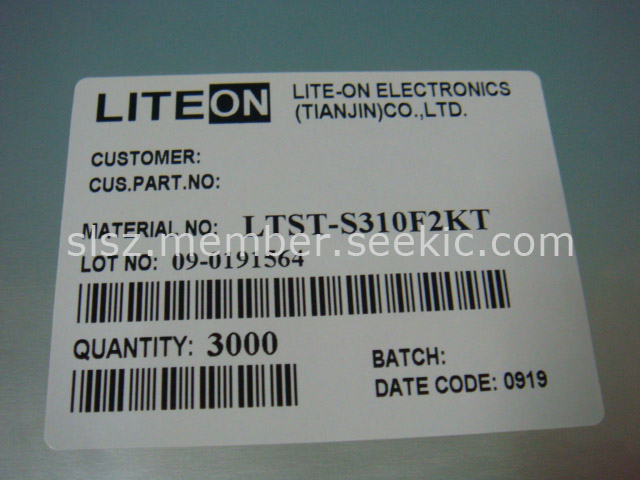 LITEON
LITE-ON ELECTRONICS
(TIANJIN)CO.,LTD.
CUSTOMER:
CUS.PART.NO:
MATERIAL NO: LTST-S310F2KT
slsz.member.seekic.com
LOT NO: 09-0191564
QUANTITY: 3000
BATCH:
DATE CODE: 0919